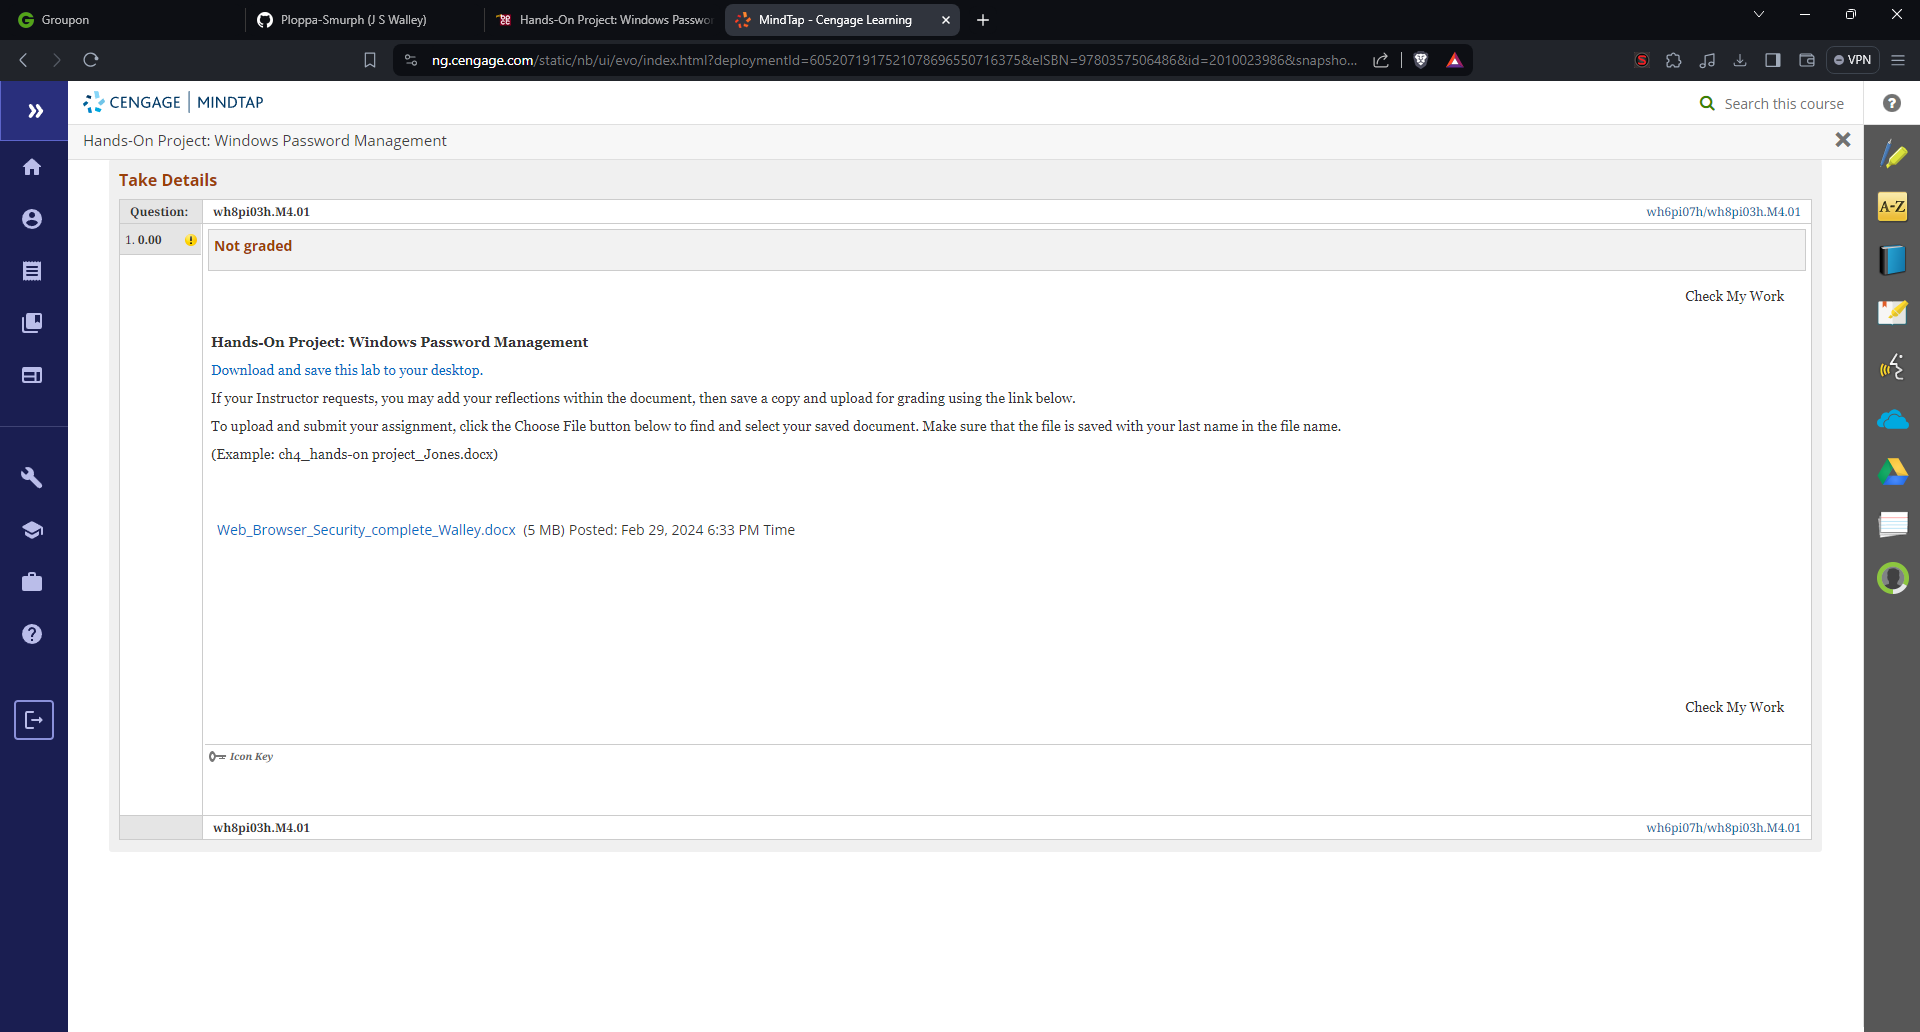 Groupon
Ploppa-Smurph (J S Walley)
Hands-On Project: Windows Passwo
MindTap - Cengage Learning
ng.cengage.com/static/nb/ui/evo/index.html?deploymentId=6052071917521078696550716375&eISBN=9780357506486&id=2010023986&snapsho...
VPN
CENGAGE | MINDTAP
Search this course
Hands-On Project: Windows Password Management
Take Details
Question:
wh8pi03h.M4.01
wh6pi07h/wh8pi03h.M4.01
1. 0.00
Not graded
Check My Work
Hands-On Project: Windows Password Management
Download and save this lab to your desktop.
If your Instructor requests, you may add your reflections within the document, then save a copy and upload for grading using the link below.
To upload and submit your assignment, click the Choose File button below to find and select your saved document. Make sure that the file is saved with your last name in the file name.
(Example: ch4_hands-on project_Jones.docx)
Web_Browser_Security_complete_Walley.docx (5 MB) Posted: Feb 29, 2024 6:33 PM Time
Check My Work
Icon Key
wh8pi03h.M4.01
wh6pi07h/wh8pi03h.M4.01
A-Z